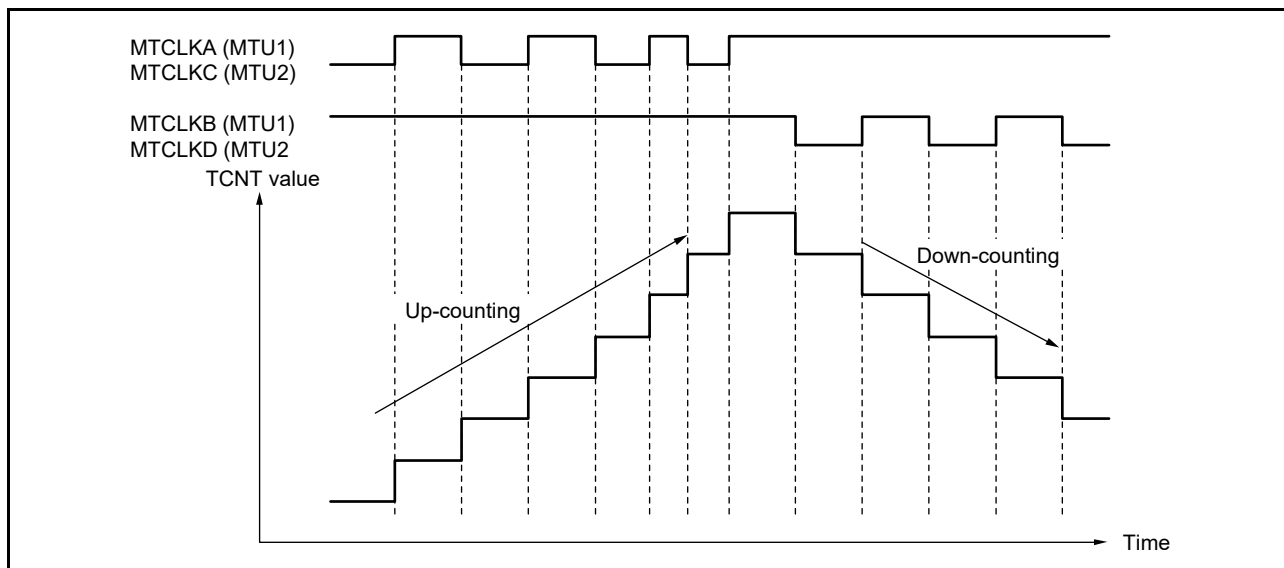 MTCLKA (MTU1)
MTCLKC (MTU2)
MTCLKB (MTU1)
MTCLKD (MTU2
TCNT value
Up-counting
Down-counting
Time